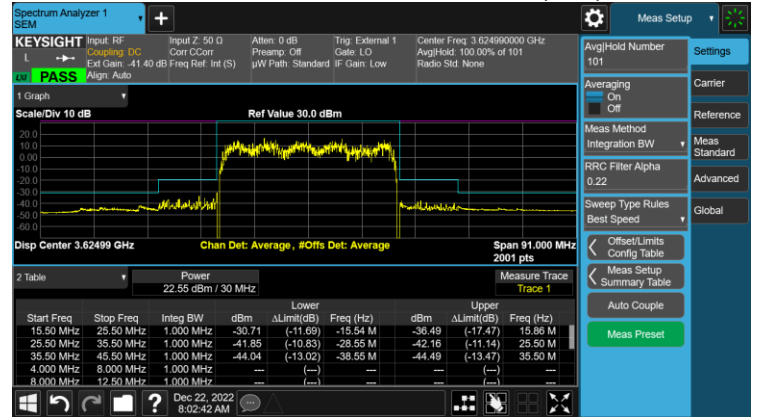 Spectrum Analyzer 1
SEM
Meas Setup
KEYSIGHT Input: RF Input Z: 50 Ω Atten: 0 dB Trig: External 1 Center Freq: 3.624990000 GHz
L Coupling: DC Corr CCorr Preamp: Off Gate: LO Avg|Hold: 100.00% of 101
Ext Gain: -41.40 dB Freq Ref: Int (S) µW Path: Standard IF Gain: Low Radio Std: None
LXI PASS Align: Auto
1 Graph
Scale/Div 10 dB Ref Value 30.0 dBm
20.0
10.0
0.00
-10.0
-20.0
-30.0
-40.0
-50.0
-60.0
Disp Center 3.62499 GHz Chan Det: Average, #Offs Det: Average Span 91.000 MHz
2001 pts
2 Table Power Measure Trace
22.55 dBm / 30 MHz Trace 1
Lower Upper
Start Freq Stop Freq Integ BW dBm ΔLimit(dB) Freq (Hz) dBm ΔLimit(dB) Freq (Hz)
15.50 MHz 25.50 MHz 1.000 MHz -30.71 (-11.69) -15.54 M -36.49 (-17.47) 15.86 M
25.50 MHz 35.50 MHz 1.000 MHz -41.85 (-10.83) -28.55 M -42.16 (-11.14) 25.50 M
35.50 MHz 45.50 MHz 1.000 MHz -44.04 (-13.02) -38.55 M -44.49 (-13.47) 35.50 M
4.000 MHz 8.000 MHz 1.000 MHz --- (---) --- (---)
8.000 MHz 12.50 MHz 1.000 MHz --- (---) --- (---)
Dec 22, 2022
8:02:42 AM
Avg|Hold Number
101
Averaging
On
Off
Meas Method
Integration BW
RRC Filter Alpha
0.22
Sweep Type Rules
Best Speed
Offset/Limits
Config Table
Meas Setup
Summary Table
Auto Couple
Meas Preset
Settings
Carrier
Reference
Meas
Standard
Advanced
Global